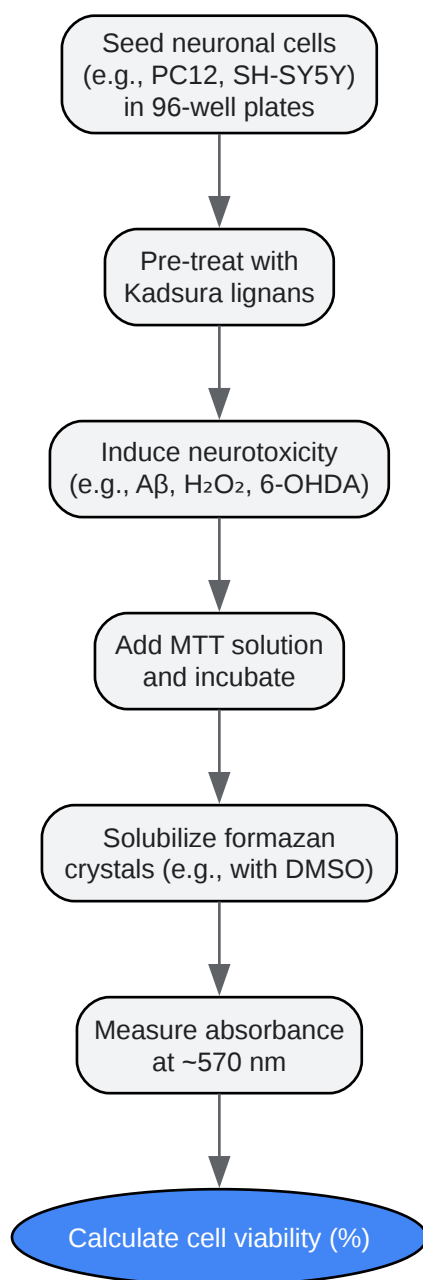 Seed neuronal cells
(e.g., PC12, SH-SY5Y)
in 96-well plates
Pre-treat with
Kadsura lignans
Induce neurotoxicity
(e.g., Aβ, H₂O₂, 6-OHDA)
Add MTT solution
and incubate
Solubilize formazan
crystals (e.g., with DMSO)
Measure absorbance
at ~570 nm
Calculate cell viability (%)